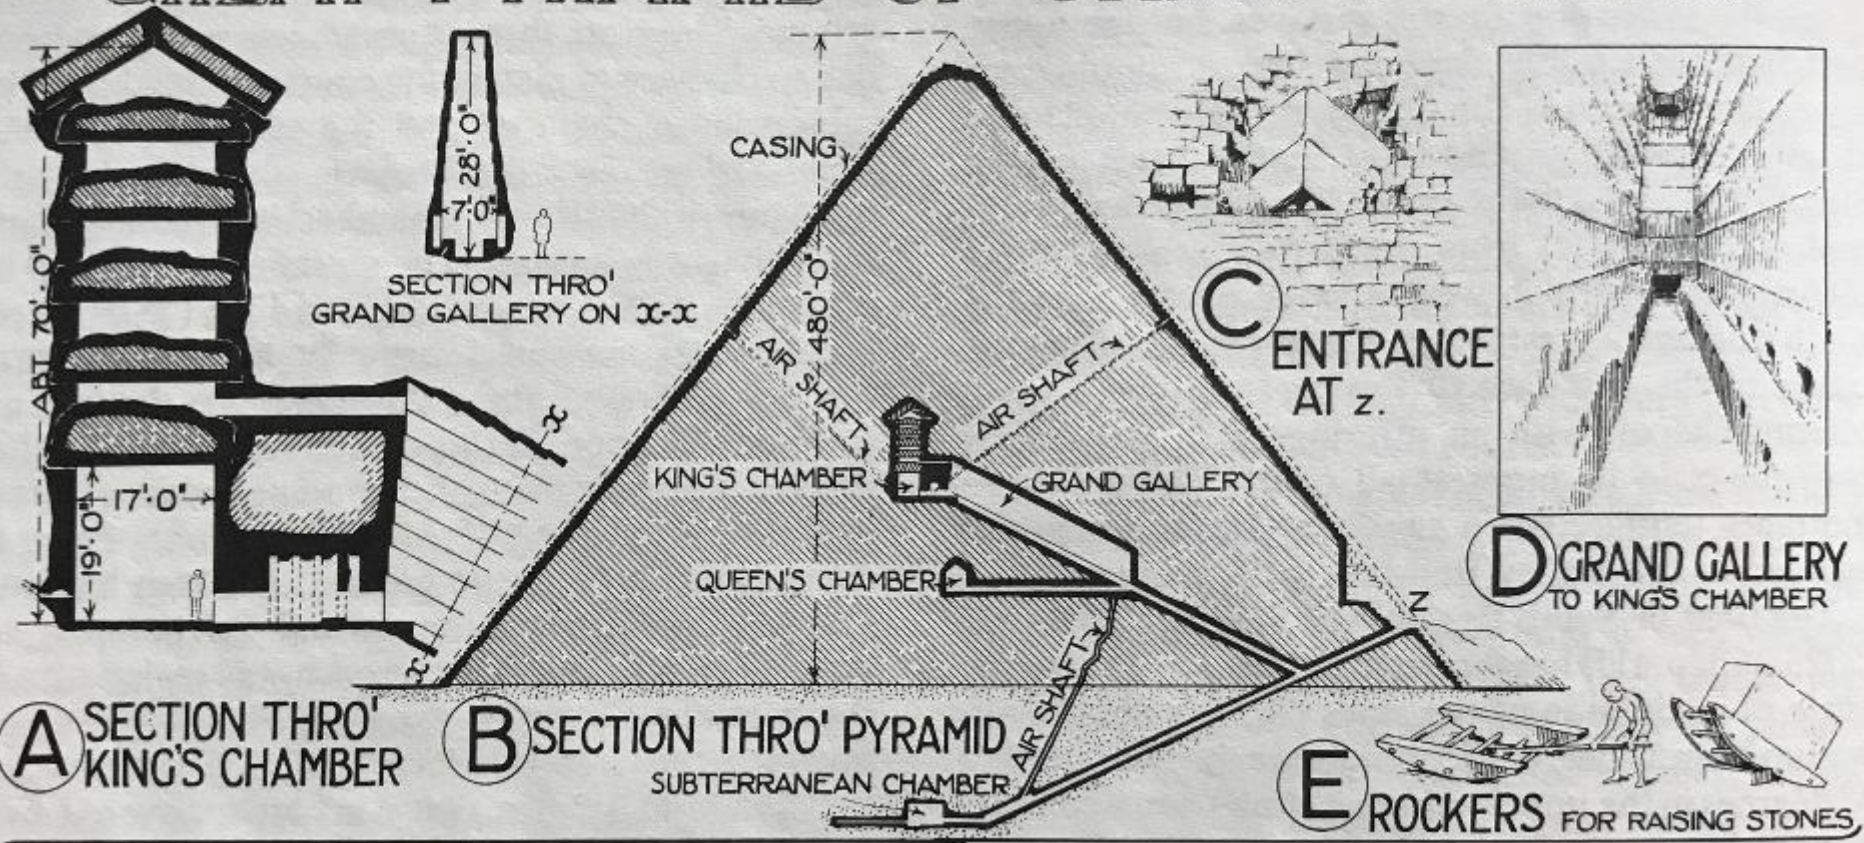 ABT 70'·0"
17'·0"
19'·0"
x
x
28'·0"
7'·0"
SECTION THRO'
GRAND GALLERY ON x-x
A SECTION THRO'
KING'S CHAMBER
CASING
480'·0"
AIR SHAFT
AIR SHAFT
KING'S CHAMBER
GRAND GALLERY
QUEEN'S CHAMBER
AIR SHAFT
Z
B SECTION THRO' PYRAMID
SUBTERRANEAN CHAMBER
C ENTRANCE
AT Z.
D GRAND GALLERY
TO KING'S CHAMBER
E ROCKERS FOR RAISING STONES